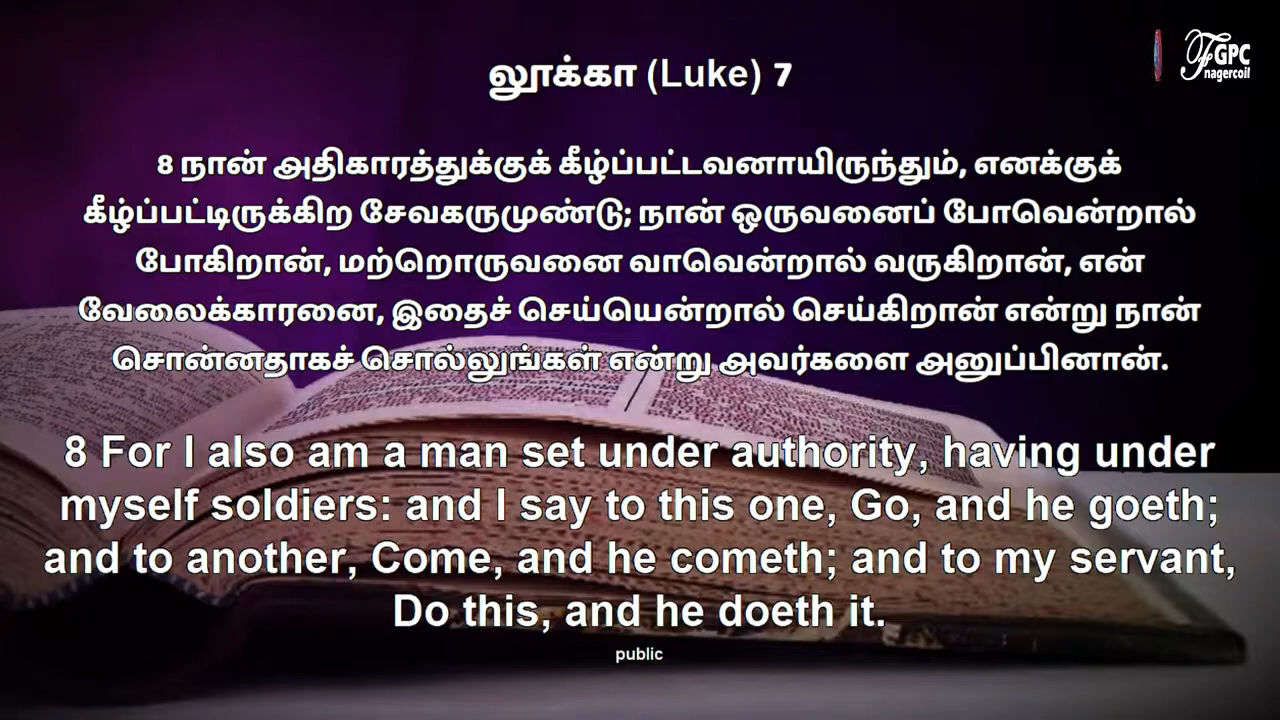 லூக்கா (Luke) 7
FGPC
nagercoil
8 நான் அதிகாரத்துக்குக் கீழ்ப்பட்டவனாயிருந்தும், எனக்குக்
கீழ்ப்பட்டிருக்கிற சேவகருமுண்டு; நான் ஒருவனைப் போவென்றால்
போகிறான், மற்றொருவனை வாவென்றால் வருகிறான், என்
வேலைக்காரனை, இதைச் செய்யென்றால் செய்கிறான் என்று நான்
சொன்னதாகச் சொல்லுங்கள் என்று அவர்களை அனுப்பினான்.
8 For I also am a man set under authority, having under
myself soldiers: and I say to this one, Go, and he goeth;
and to another, Come, and he cometh; and to my servant,
Do this, and he doeth it.
public